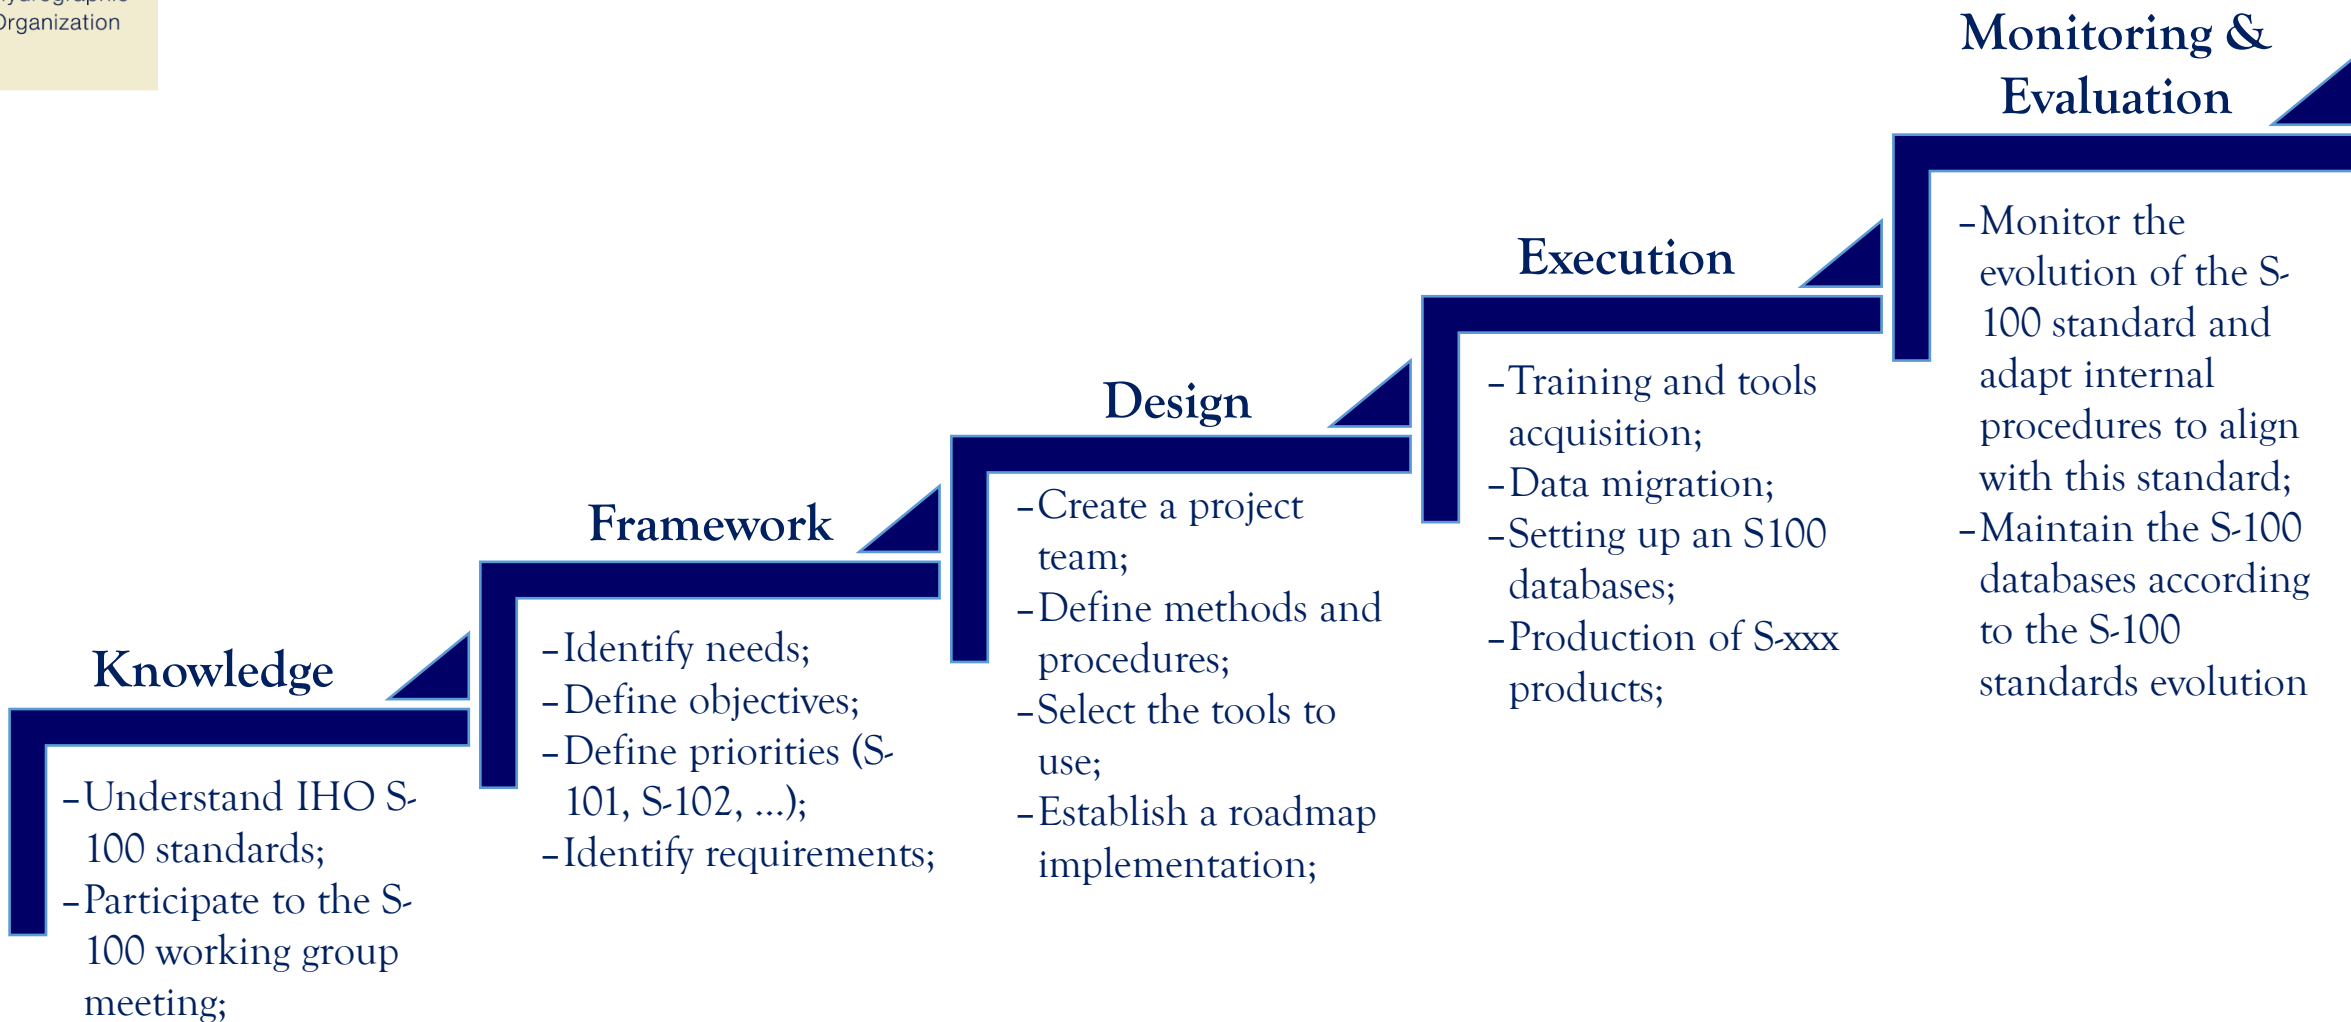 Organization
Knowledge
-Understand IHO S-
100 standards;
-Participate to the S-
100 working group
meeting;
Framework
-Identify needs;
-Define objectives;
-Define priorities (S-
101, S-102, ...);
-Identify requirements;
Design
-Create a project
team;
-Define methods and
procedures;
-Select the tools to
use;
-Establish a roadmap
implementation;
Execution
-Training and tools
acquisition;
-Data migration;
-Setting up an S100
databases;
-Production of S-xxx
products;
Monitoring &
Evaluation
-Monitor the
evolution of the S-
100 standard and
adapt internal
procedures to align
with this standard;
-Maintain the S-100
databases according
to the S-100
standards evolution